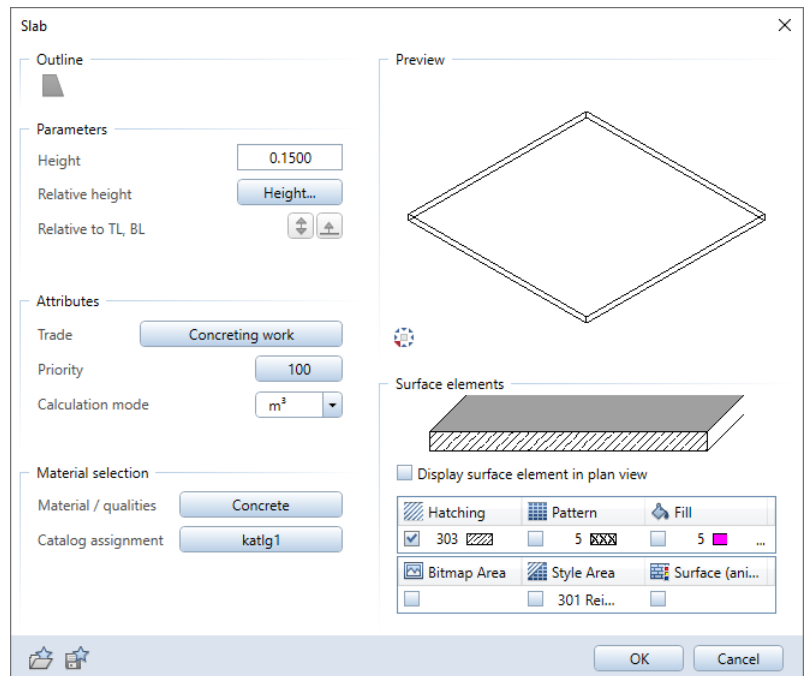 Slab
Outline
Parameters
Height 0.1500
Relative height Height...
Relative to TL, BL
Attributes
Trade Concreting work
Priority 100
Calculation mode m³
Material selection
Material / qualities Concrete
Catalog assignment katlg1
Preview
Surface elements
Display surface element in plan view
Hatching Pattern Fill
303 5 5 ...
Bitmap Area Style Area Surface (ani...
301 Rei...
OK Cancel